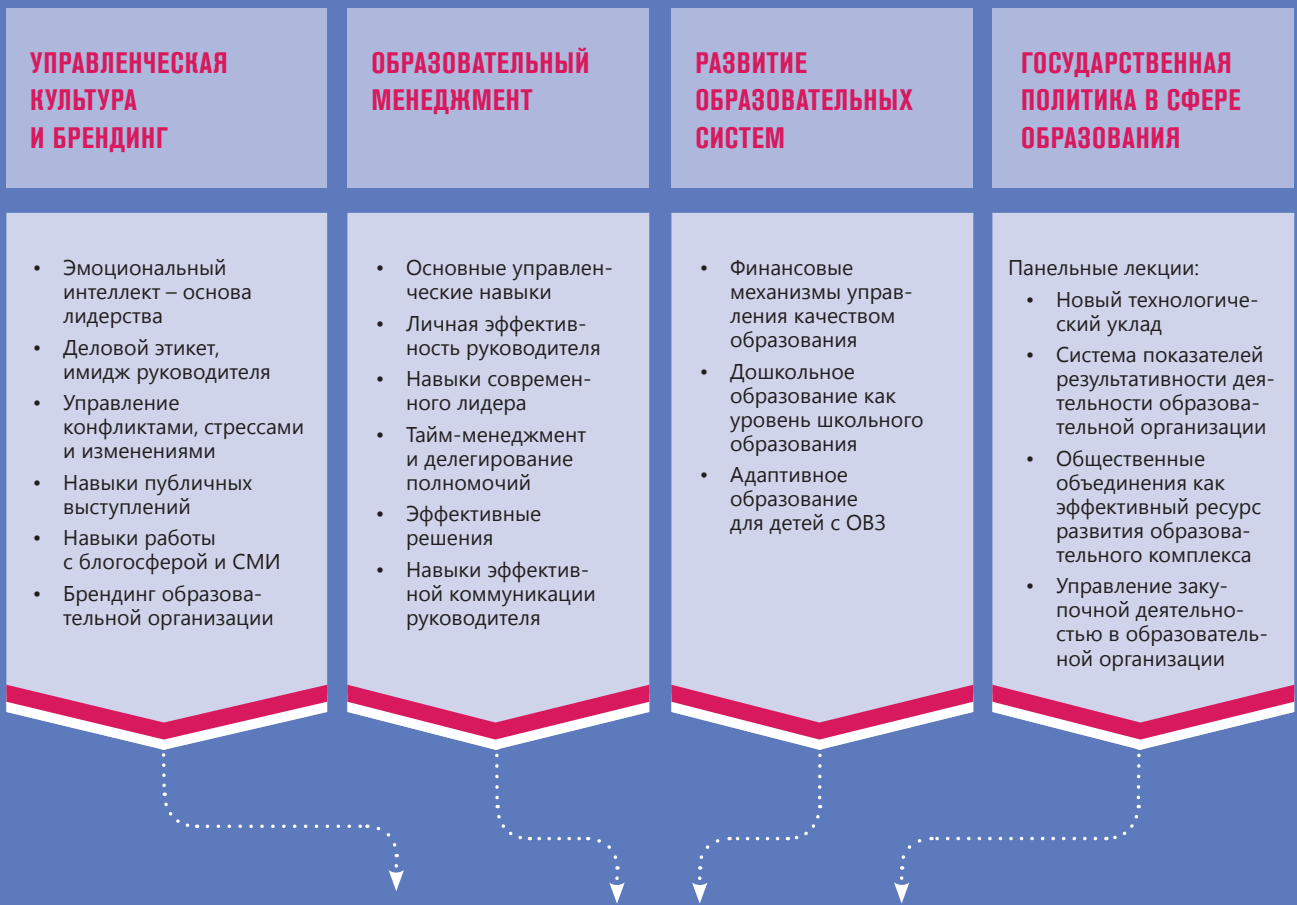 УПРАВЛЕНЧЕСКАЯ
КУЛЬТУРА
И БРЕНДИНГ
• Эмоциональный
интеллект – основа
лидерства
• Деловой этикет,
имидж руководителя
• Управление
конфликтами, стрессами
и изменениями
• Навыки публичных
выступлений
• Навыки работы
с блогосферой и СМИ
• Брендинг образова-
тельной организации
ОБРАЗОВАТЕЛЬНЫЙ
МЕНЕДЖМЕНТ
• Основные управлен-
ческие навыки
• Личная эффектив-
ность руководителя
• Навыки современ-
ного лидера
• Тайм-менеджмент
и делегирование
полномочий
• Эффективные
решения
• Навыки эффектив-
ной коммуникации
руководителя
РАЗВИТИЕ
ОБРАЗОВАТЕЛЬНЫХ
СИСТЕМ
• Финансовые
механизмы управ-
ления качеством
образования
• Дошкольное
образование как
уровень школьного
образования
• Адаптивное
образование
для детей с ОВЗ
ГОСУДАРСТВЕННАЯ
ПОЛИТИКА В СФЕРЕ
ОБРАЗОВАНИЯ
Панельные лекции:
• Новый технологиче-
ский уклад
• Система показателей
результативности дея-
тельности образова-
тельной организации
• Общественные
объединения как
эффективный ресурс
развития образова-
тельного комплекса
• Управление заку-
почной деятельно-
стью в образователь-
ной организации